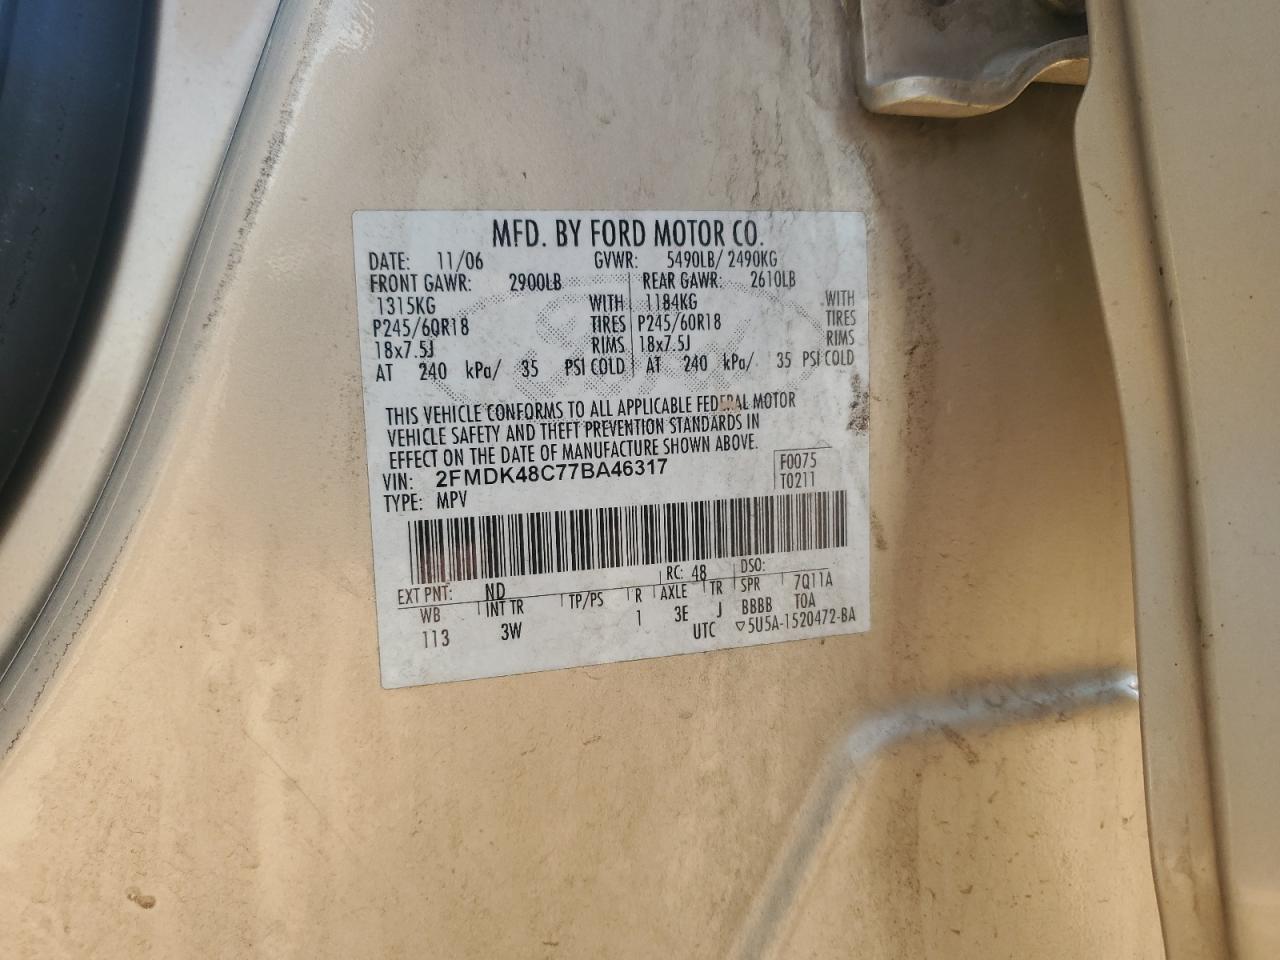 MFD. BY FORD MOTOR CO.
DATE: 11/06 GVWR: 5490LB/ 2490KG
FRONT GAWR: 2900LB REAR GAWR: 2610LB
1315KG WITH 1184KG WITH
P245/60R18 TIRES P245/60R18 TIRES
18x7.5J RIMS 18x7.5J RIMS
AT 240 kPa/ 35 PSI COLD AT 240 kPa/ 35 PSI COLD
THIS VEHICLE CONFORMS TO ALL APPLICABLE FEDERAL MOTOR
VEHICLE SAFETY AND THEFT PREVENTION STANDARDS IN
EFFECT ON THE DATE OF MANUFACTURE SHOWN ABOVE.
VIN: 2FMDK48C77BA46317 F0075
TYPE: MPV T0211
EXT PNT: ND RC: 48 DSO:
WB INT TR TP/PS R AXLE TR SPR 7Q11A
113 3W 1 3E J BBBB TOA
UTC ▽5U5A-1520472-BA